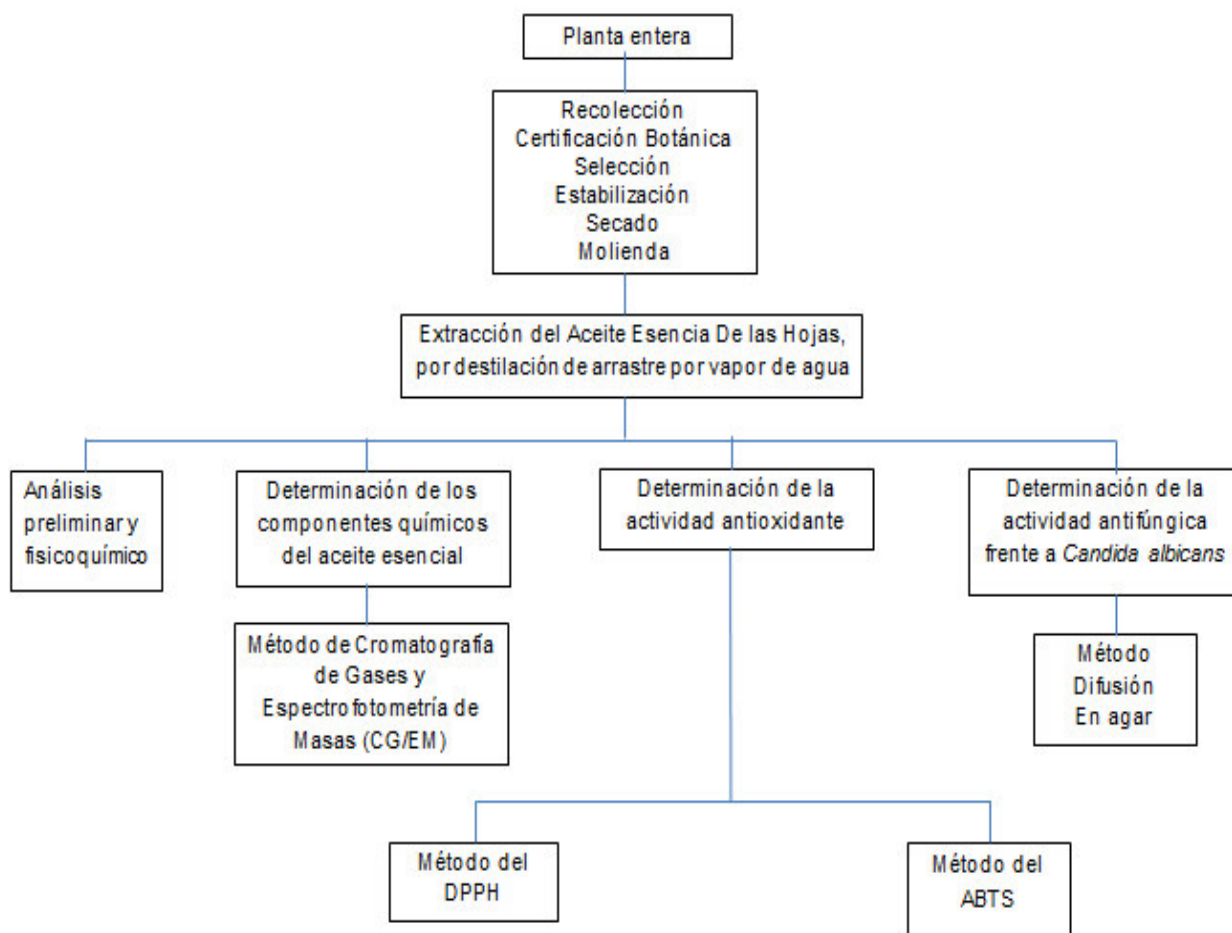 Planta entera
Recolección
Certificación Botánica
Selección
Estabilización
Secado
Molienda
Extracción del Aceite Esencia De las Hojas,
por destilación de arrastre por vapor de agua
Análisis
preliminar y
fisicoquímico
Determinación de los
componentes químicos
del aceite esencial
Determinación de la
actividad antioxidante
Determinación de la
actividad antifúngica
frente a Candida albicans
Método de Cromatografía
de Gases y
Espectrofotometría de
Masas (CG/EM)
Método
Difusión
En agar
Método del
DPPH
Método del
ABTS